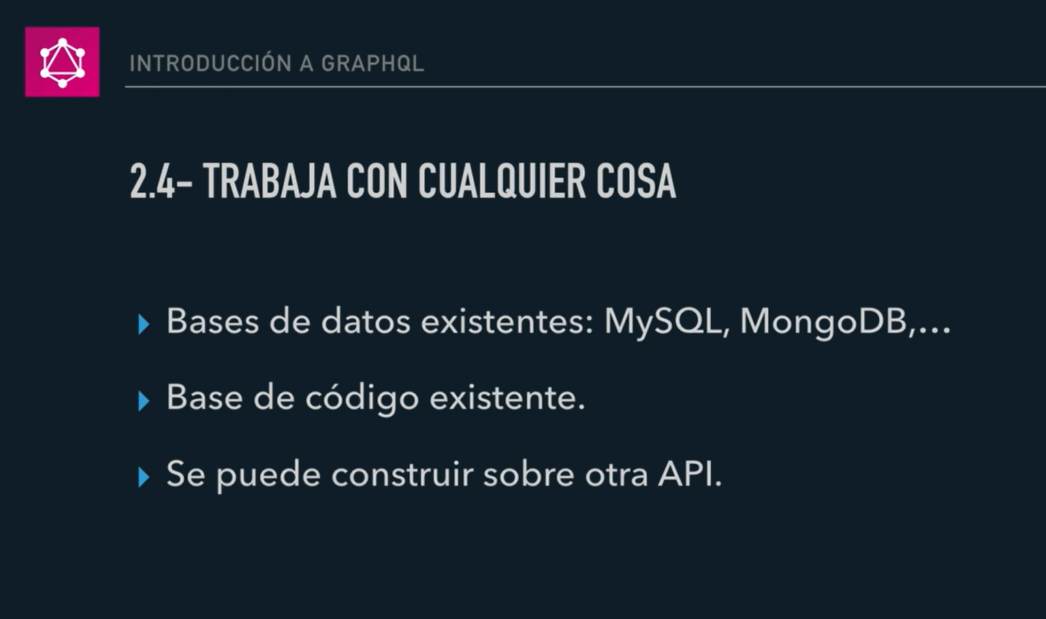 INTRODUCCIÓN A GRAPHQL
2.4- TRABAJA CON CUALQUIER COSA
Bases de datos existentes: MySQL, MongoDB,...
Base de código existente.
Se puede construir sobre otra API.